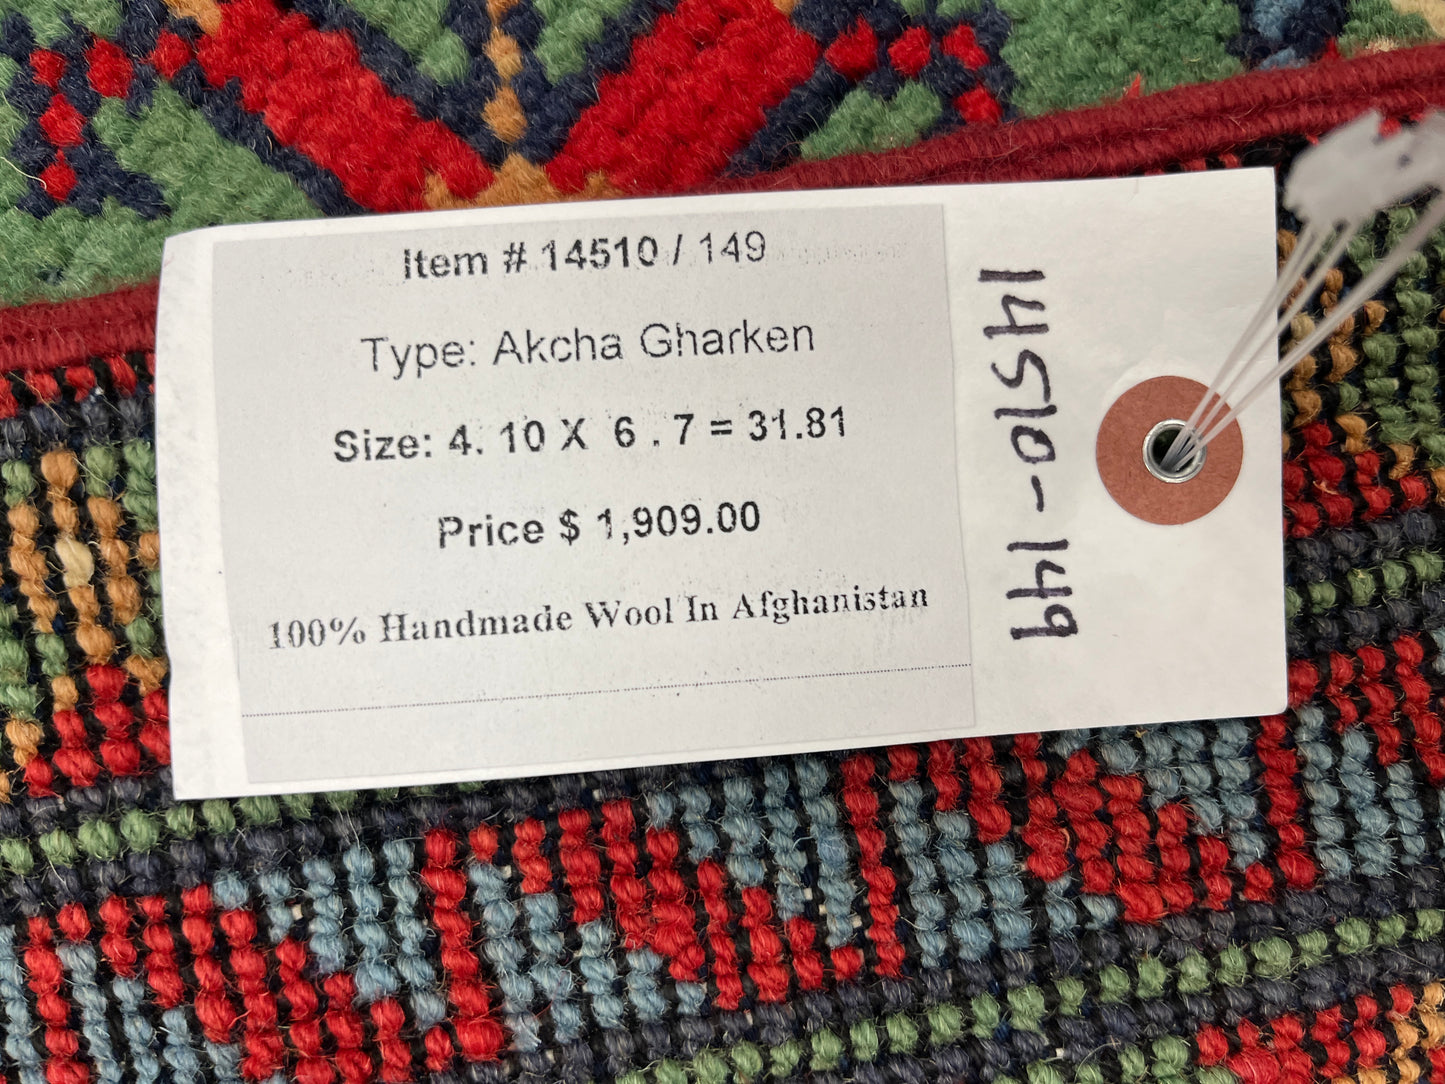 Item # 14510 / 149
Type: Akcha Gharken
Size: 4. 10 X 6 . 7 = 31.81
Price $ 1,909.00
100% Handmade Wool In Afghanistan
14510-149